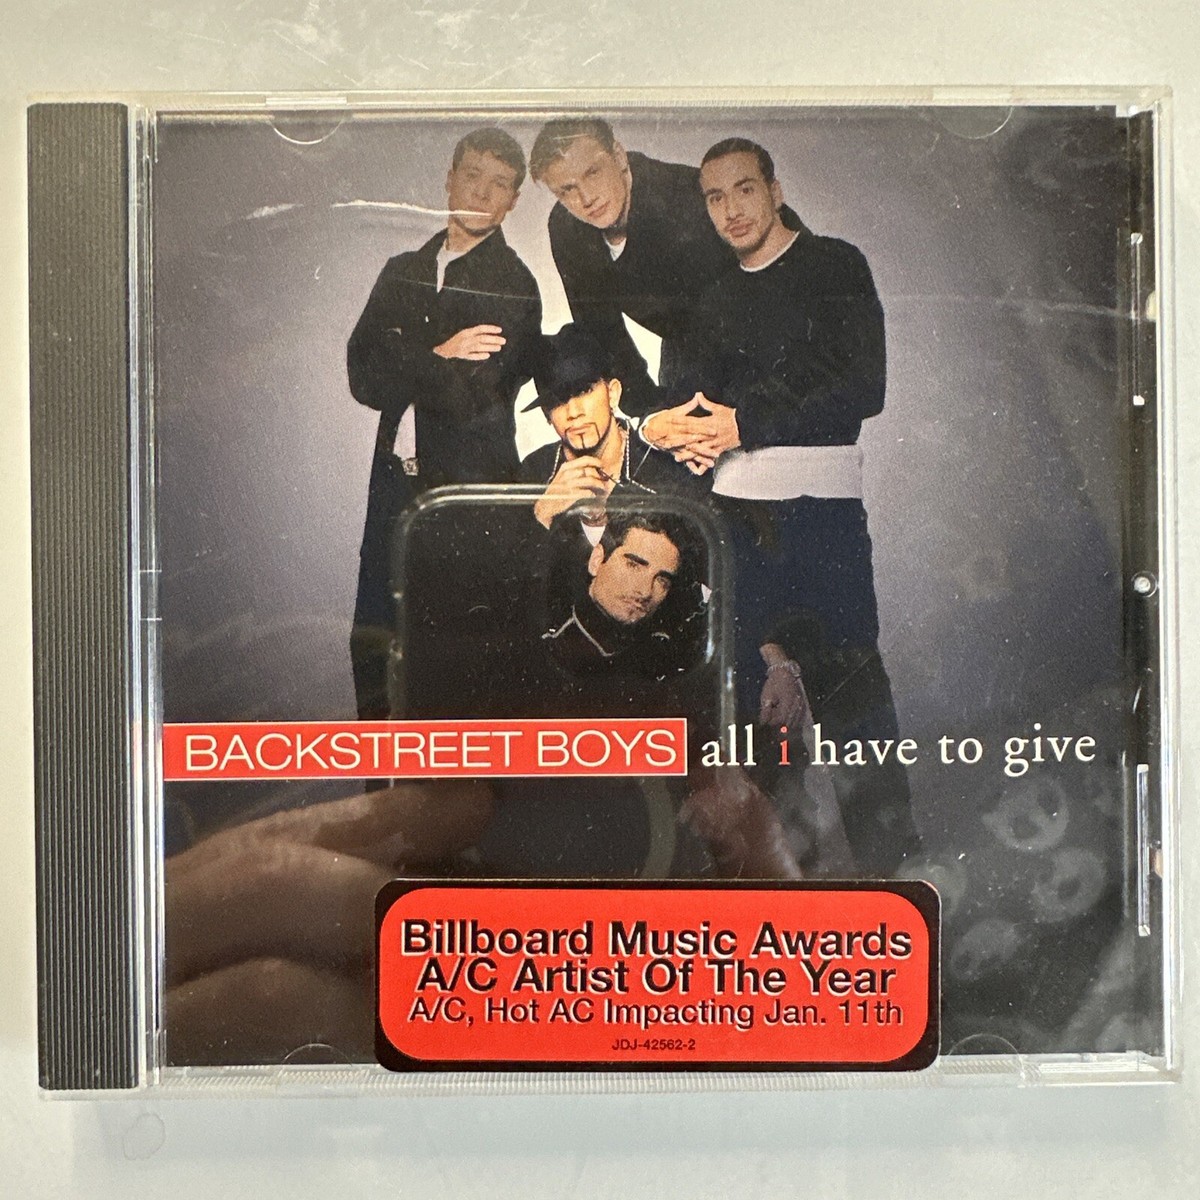 BACKSTREET BOYS all i have to give
Billboard Music Awards
A/C Artist Of The Year
A/C, Hot AC Impacting Jan. 11th
JDJ-42562-2